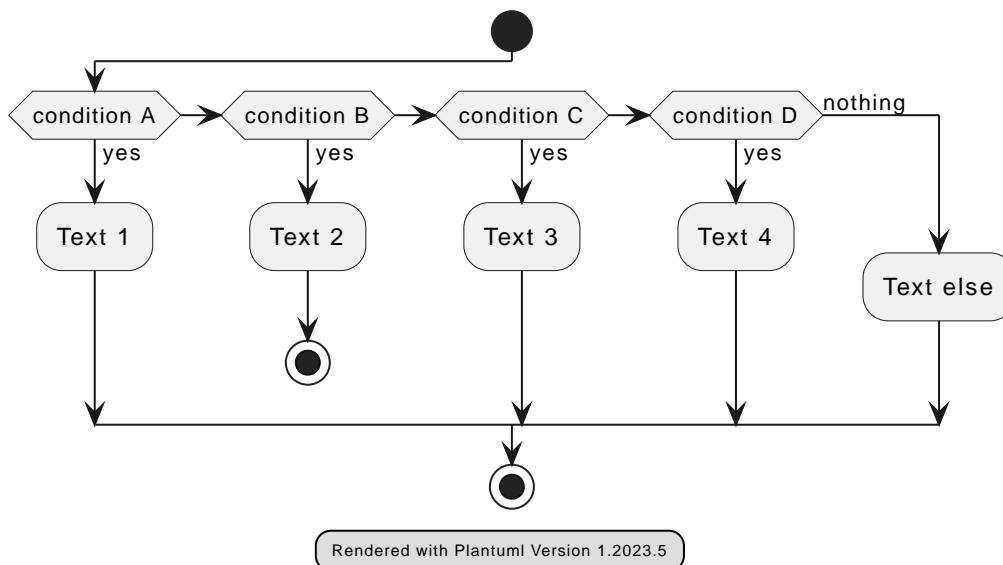 nothing
condition A
condition B
condition C
condition D
yes
yes
yes
yes
Text 1
Text 2
Text 3
Text 4
Text else
Rendered with Plantuml Version 1.2023.5